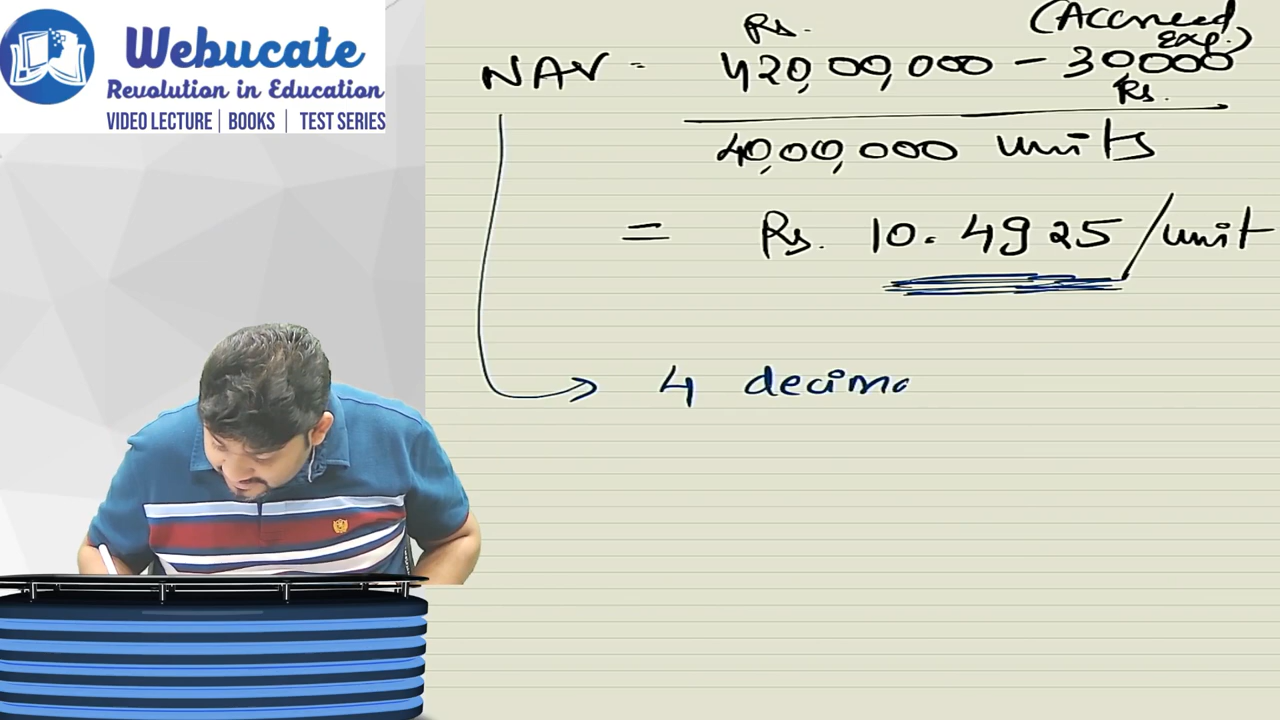 Webucate
Revolution in Education
VIDEO LECTURE | BOOKS | TEST SERIES
Rs. (Accrued Exp.)
NAV = 420,00,000 - 30000
Rs.
40,00,000 units
= Rs. 10.4925/unit
4 decima